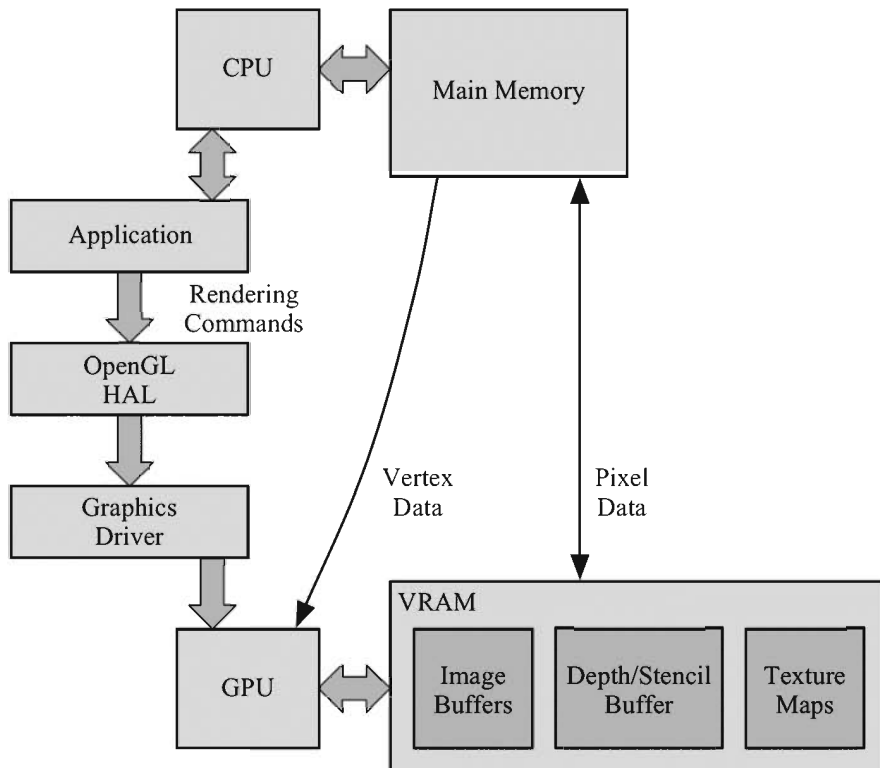 CPU
Main Memory
Application
Rendering
Commands
OpenGL
HAL
Vertex
Data
Pixel
Data
Graphics
Driver
VRAM
GPU
Image
Buffers
Depth/Stencil
Buffer
Texture
Maps